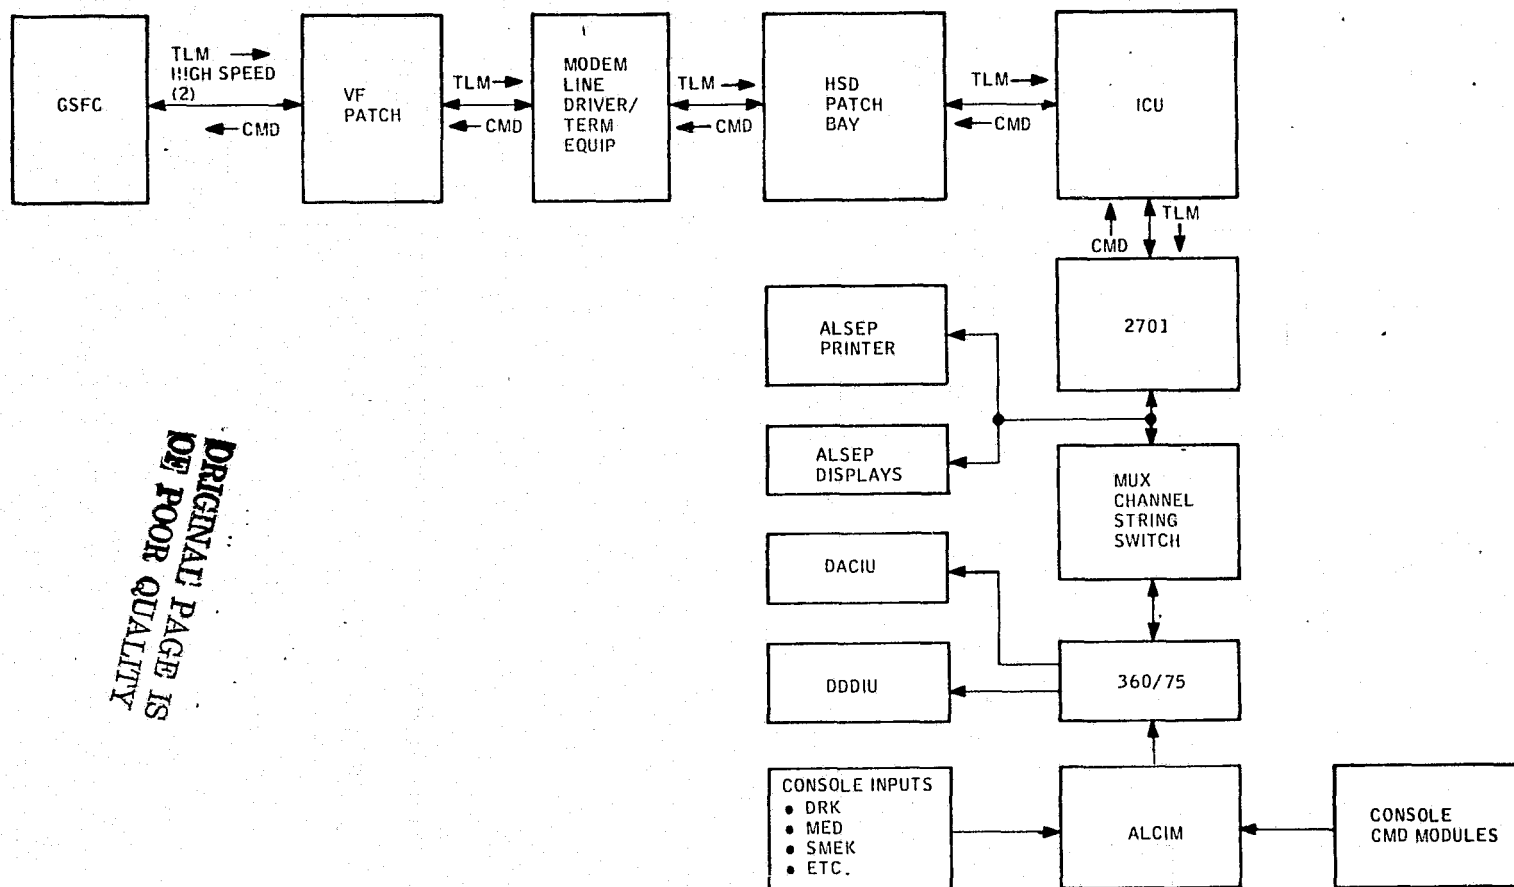 GSFC
TLM →
HIGH SPEED
(2)
← CMD
VF
PATCH
TLM →
← CMD
MODEM
LINE
DRIVER/
TERM
EQUIP
TLM →
← CMD
HSD
PATCH
BAY
TLM →
← CMD
ICU
CMD
TLM
2701
ALSEP
PRINTER
ALSEP
DISPLAYS
MUX
CHANNEL
STRING
SWITCH
DACIU
DDDIU
360/75
CONSOLE INPUTS
• DRK
• MED
• SMEK
• ETC.
ALCIM
CONSOLE
CMD MODULES
ORIGINAL PAGE IS
OF POOR QUALITY